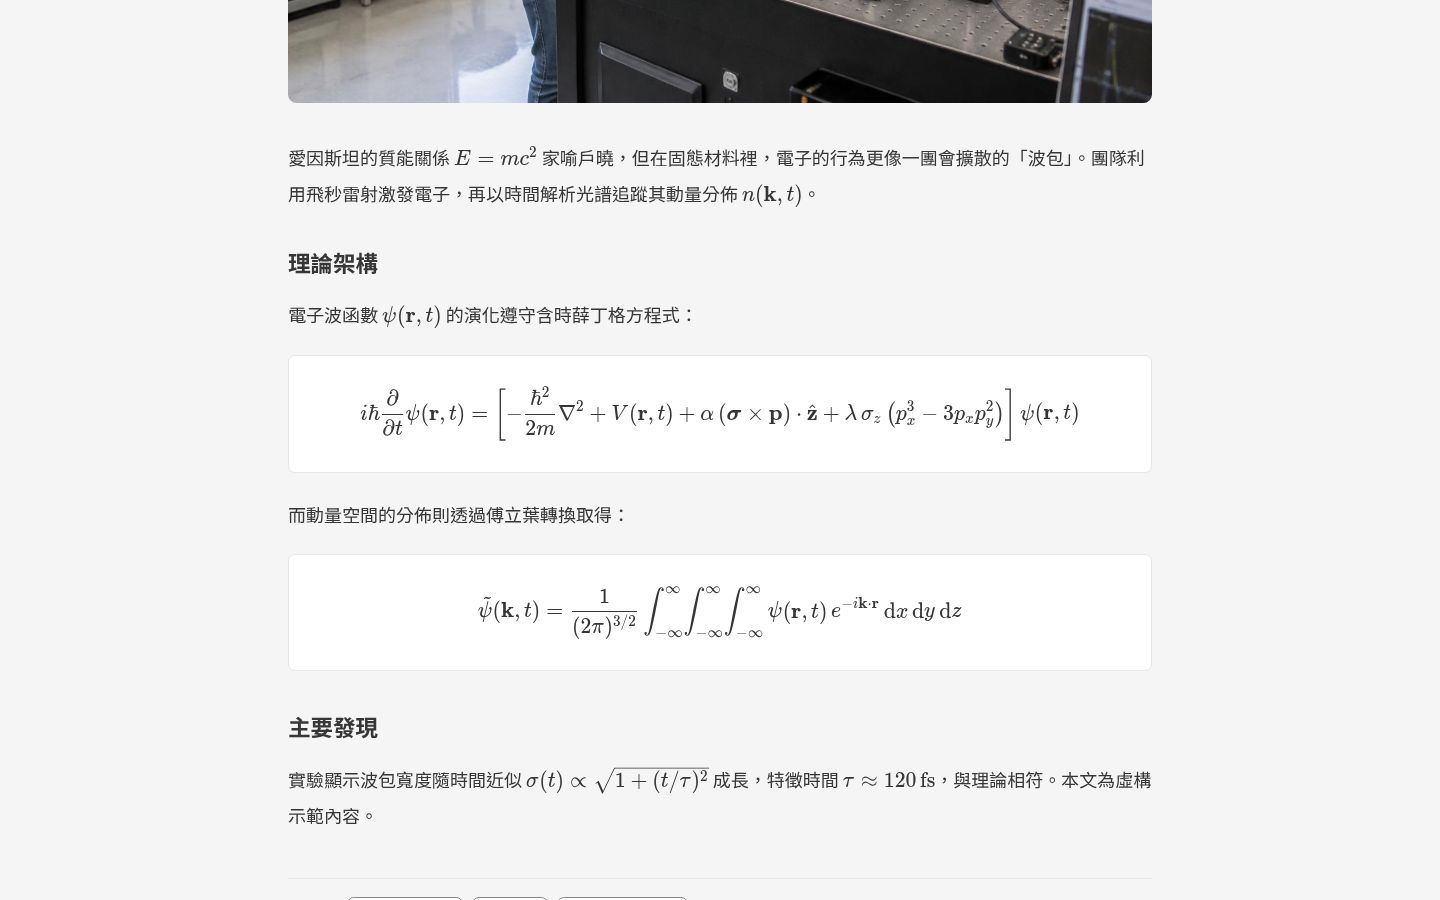 愛因斯坦的質能關係 $E = mc^2$ 家喻戶曉，但在固態材料裡，電子的行為更像一團會擴散的「波包」。團隊利
用飛秒雷射激發電子，再以時間解析光譜追蹤其動量分佈 $n(\mathbf{k}, t)$。
理論架構
電子波函數 $\psi(\mathbf{r}, t)$ 的演化遵守含時薛丁格方程式：
$i\hbar \frac{\partial}{\partial t} \psi(\mathbf{r}, t) = \left[ -\frac{\hbar^2}{2m} \nabla^2 + V(\mathbf{r}, t) + \alpha\, (\boldsymbol{\sigma} \times \mathbf{p}) \cdot \hat{\mathbf{z}} + \lambda\, \sigma_z \left( p_x^3 - 3p_x p_y^2 \right) \right] \psi(\mathbf{r}, t)$
而動量空間的分佈則透過傅立葉轉換取得：
$\tilde{\psi}(\mathbf{k}, t) = \frac{1}{(2\pi)^{3/2}} \int_{-\infty}^{\infty} \int_{-\infty}^{\infty} \int_{-\infty}^{\infty} \psi(\mathbf{r}, t)\, e^{-i\mathbf{k}\cdot\mathbf{r}}\, \mathrm{d}x\, \mathrm{d}y\, \mathrm{d}z$
主要發現
實驗顯示波包寬度隨時間近似 $\sigma(t) \propto \sqrt{1 + (t/\tau)^2}$ 成長，特徵時間 $\tau \approx 120\,\mathrm{fs}$，與理論相符。本文為虛構
示範內容。